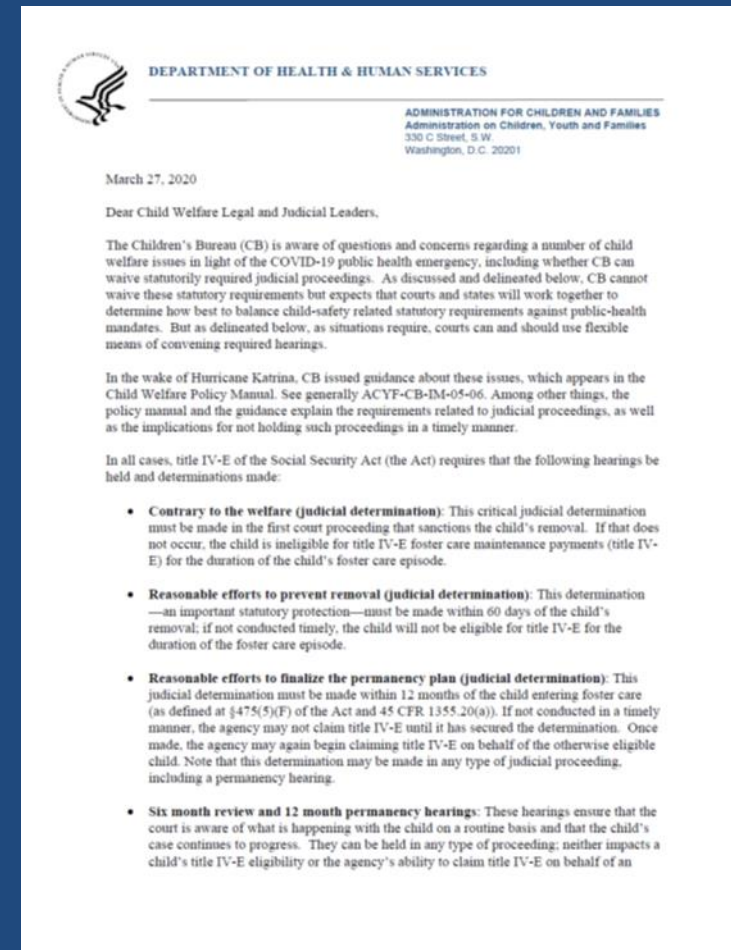 DEPARTMENT OF HEALTH & HUMAN SERVICES
ADMINISTRATION FOR CHILDREN AND FAMILIES
Administration on Children, Youth and Families
330 C Street, S.W.
Washington, D.C. 20201
March 27, 2020
Dear Child Welfare Legal and Judicial Leaders,
The Children's Bureau (CB) is aware of questions and concerns regarding a number of child
welfare issues in light of the COVID-19 public health emergency, including whether CB can
waive statutorily required judicial proceedings. As discussed and delineated below, CB cannot
waive these statutory requirements but expects that courts and states will work together to
determine how best to balance child-safety related statutory requirements against public-health
mandates. But as delineated below, as situations require, courts can and should use flexible
means of convening required hearings.
In the wake of Hurricane Katrina, CB issued guidance about these issues, which appears in the
Child Welfare Policy Manual. See generally ACYF-CB-IM-05-06. Among other things, the
policy manual and the guidance explain the requirements related to judicial proceedings, as well
as the implications for not holding such proceedings in a timely manner.
In all cases, title IV-E of the Social Security Act (the Act) requires that the following hearings be
held and determinations made:
• Contrary to the welfare (judicial determination): This critical judicial determination
must be made in the first court proceeding that sanctions the child's removal. If that does
not occur, the child is ineligible for title IV-E foster care maintenance payments (title IV-
E) for the duration of the child's foster care episode.
• Reasonable efforts to prevent removal (judicial determination): This determination
—an important statutory protection—must be made within 60 days of the child's
removal; if not conducted timely, the child will not be eligible for title IV-E for the
duration of the foster care episode.
• Reasonable efforts to finalize the permanency plan (judicial determination): This
judicial determination must be made within 12 months of the child entering foster care
(as defined at §475(5)(F) of the Act and 45 CFR 1355.20(a)). If not conducted in a timely
manner, the agency may not claim title IV-E until it has secured the determination. Once
made, the agency may again begin claiming title IV-E on behalf of the otherwise eligible
child. Note that this determination may be made in any type of judicial proceeding,
including a permanency hearing.
• Six month review and 12 month permanency hearings: These hearings ensure that the
court is aware of what is happening with the child on a routine basis and that the child's
case continues to progress. They can be held in any type of proceeding; neither impacts a
child's title IV-E eligibility or the agency's ability to claim title IV-E on behalf of an